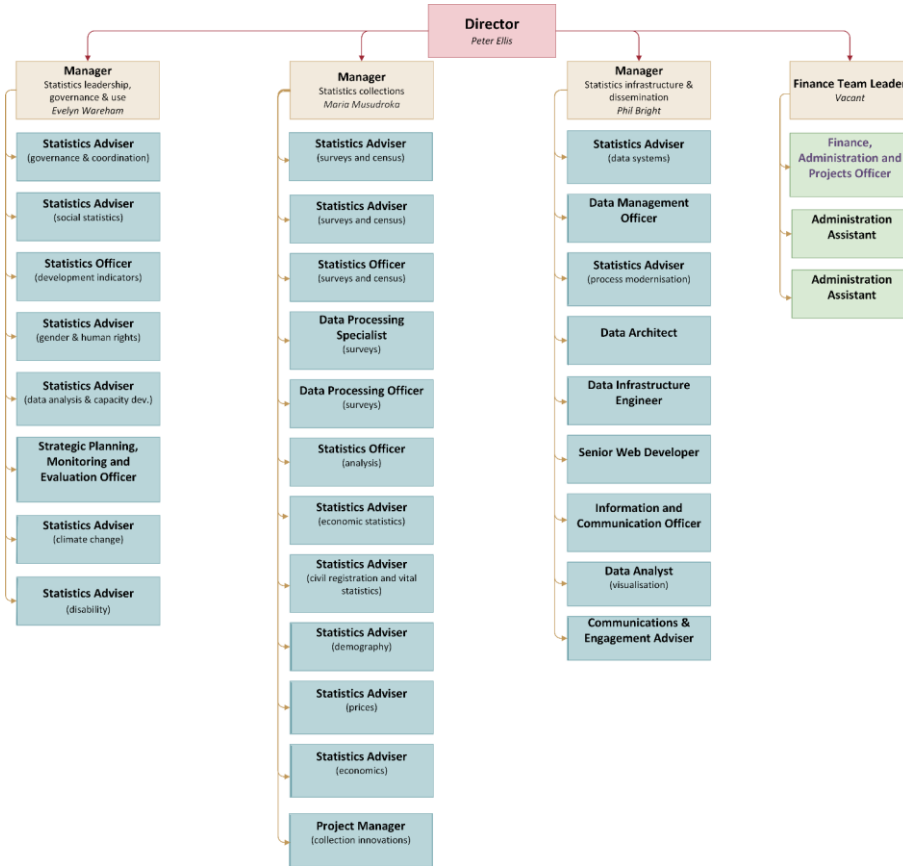 Director
Peter Ellis
Manager
Statistics leadership,
governance & use
Evelyn Wareham
Statistics Adviser
(governance & coordination)
Statistics Adviser
(social statistics)
Statistics Officer
(development indicators)
Statistics Adviser
(gender & human rights)
Statistics Adviser
(data analysis & capacity dev.)
Strategic Planning,
Monitoring and
Evaluation Officer
Statistics Adviser
(climate change)
Statistics Adviser
(disability)
Manager
Statistics collections
Maria Musudroka
Statistics Adviser
(surveys and census)
Statistics Adviser
(surveys and census)
Statistics Officer
(surveys and census)
Data Processing
Specialist
(surveys)
Data Processing Officer
(surveys)
Statistics Officer
(analysis)
Statistics Adviser
(economic statistics)
Statistics Adviser
(civil registration and vital
statistics)
Statistics Adviser
(demography)
Statistics Adviser
(prices)
Statistics Adviser
(economics)
Project Manager
(collection innovations)
Manager
Statistics infrastructure &
dissemination
Phil Bright
Statistics Adviser
(data systems)
Data Management
Officer
Statistics Adviser
(process modernisation)
Data Architect
Data Infrastructure
Engineer
Senior Web Developer
Information and
Communication Officer
Data Analyst
(visualisation)
Communications &
Engagement Adviser
Finance Team Leader
Vacant
Finance,
Administration and
Projects Officer
Administration
Assistant
Administration
Assistant